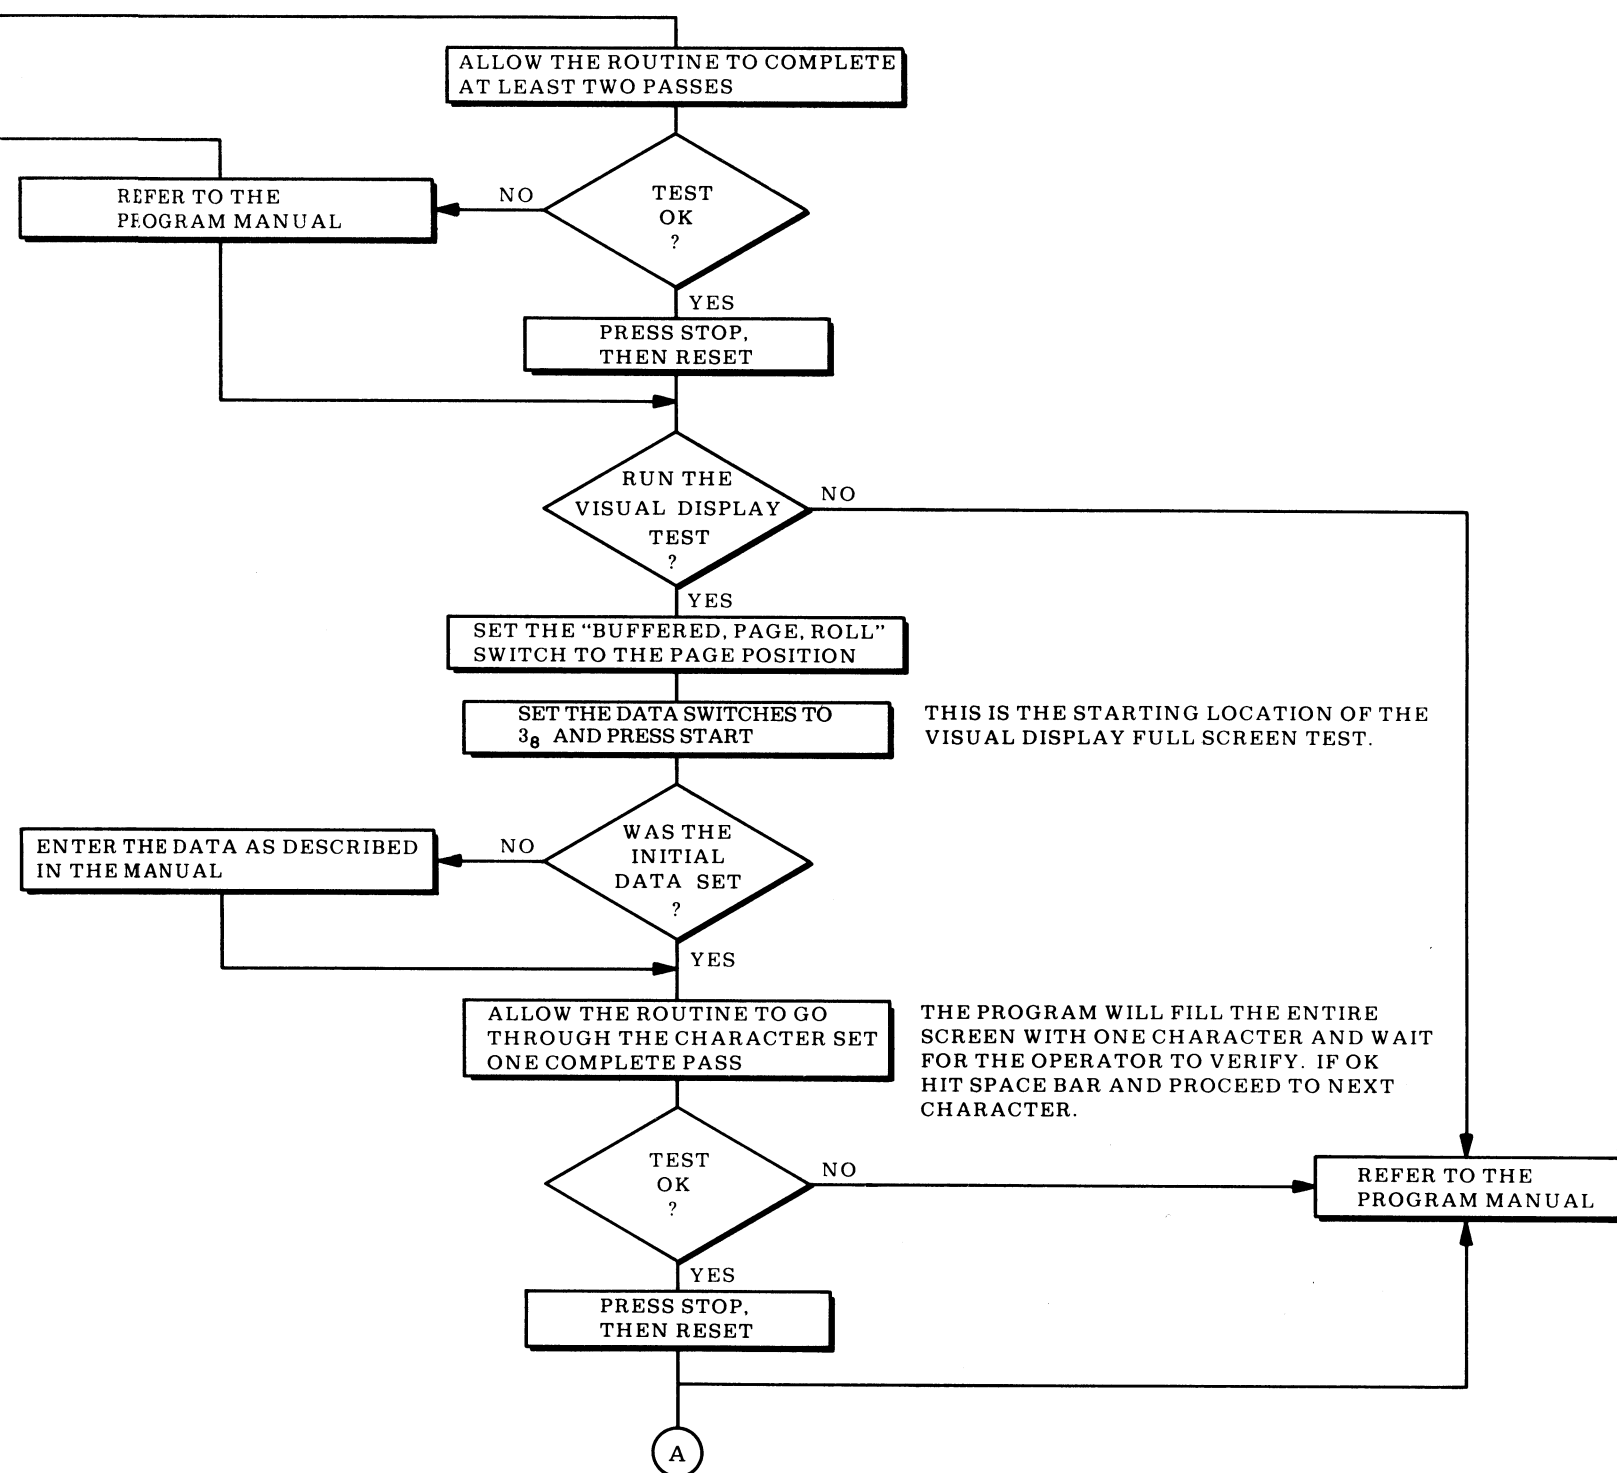 ALLOW THE ROUTINE TO COMPLETE
AT LEAST TWO PASSES
TEST
OK
?
NO
REFER TO THE
PROGRAM MANUAL
YES
PRESS STOP,
THEN RESET
RUN THE
VISUAL DISPLAY
TEST
?
NO
YES
SET THE “BUFFERED, PAGE, ROLL”
SWITCH TO THE PAGE POSITION
SET THE DATA SWITCHES TO
3₈ AND PRESS START
THIS IS THE STARTING LOCATION OF THE
VISUAL DISPLAY FULL SCREEN TEST.
WAS THE
INITIAL
DATA SET
?
NO
ENTER THE DATA AS DESCRIBED
IN THE MANUAL
YES
ALLOW THE ROUTINE TO GO
THROUGH THE CHARACTER SET
ONE COMPLETE PASS
THE PROGRAM WILL FILL THE ENTIRE
SCREEN WITH ONE CHARACTER AND WAIT
FOR THE OPERATOR TO VERIFY. IF OK
HIT SPACE BAR AND PROCEED TO NEXT
CHARACTER.
TEST
OK
?
NO
REFER TO THE
PROGRAM MANUAL
YES
PRESS STOP,
THEN RESET
A